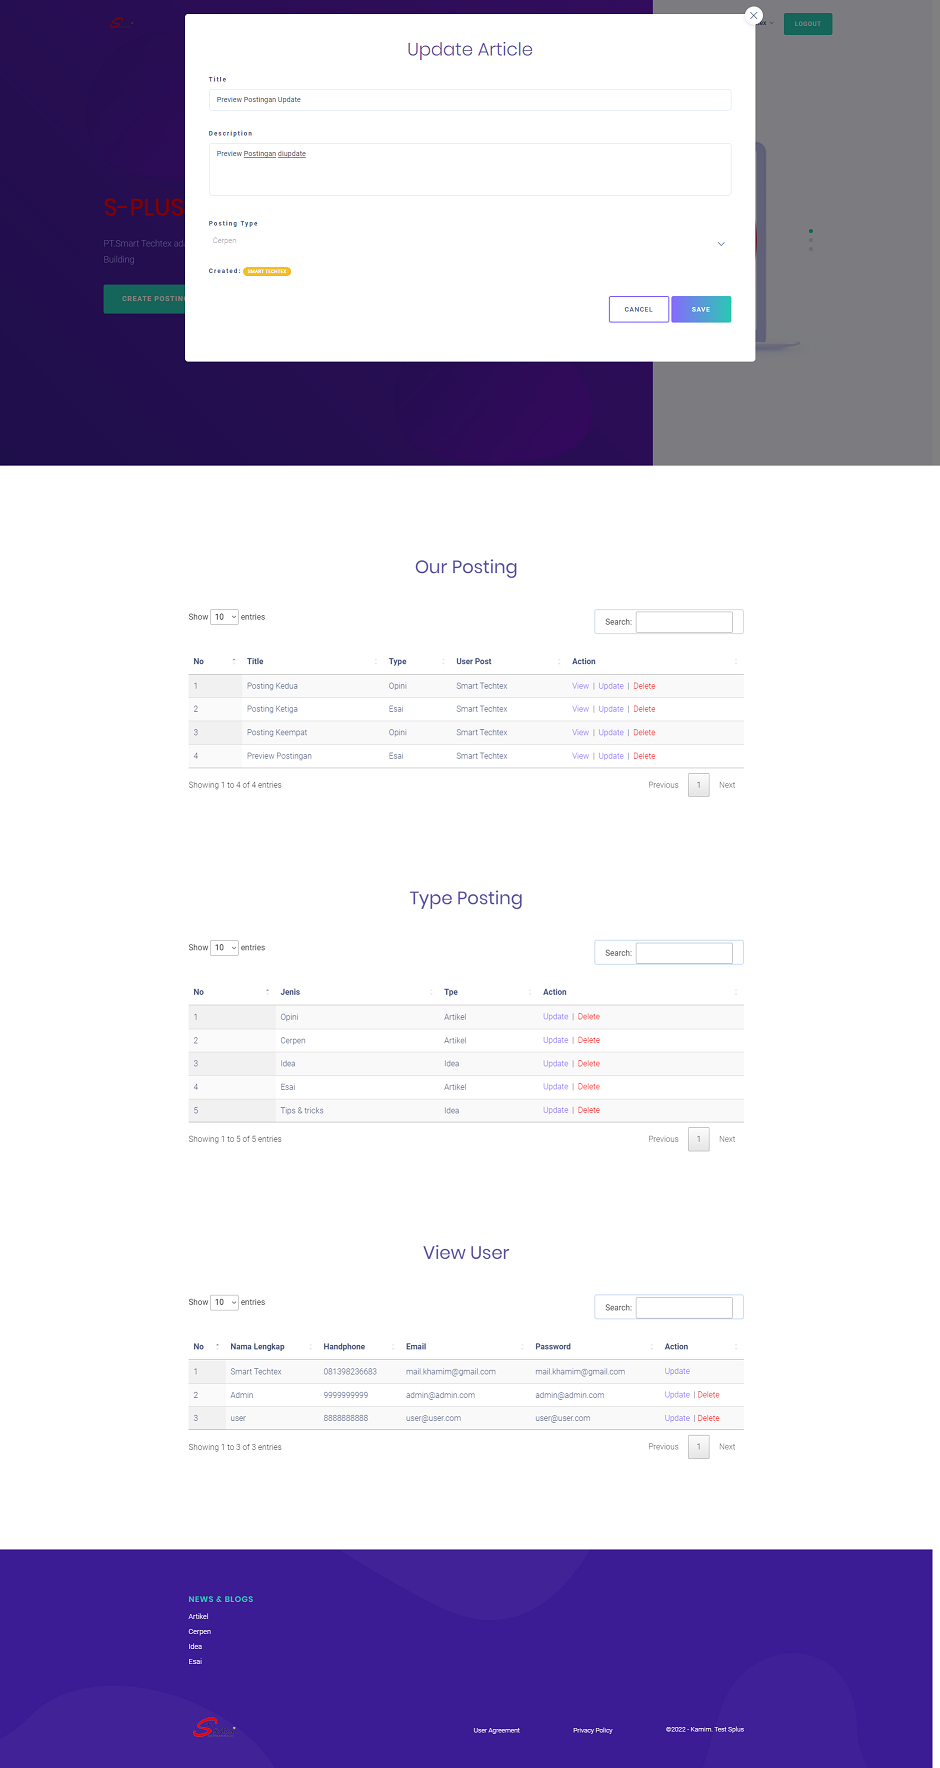 Update Article
LOGOUT
Title
Preview Postingan Update
Description
Preview Postingan diupdate
S-PLUS
Posting Type
Cerpen
PT.Smart Techtex
Building
Created: SMART TECHTEX
CREATE POSTING
CANCEL SAVE
Our Posting
Show 10 entries Search:
No Title Type User Post Action
1 Posting Kedua Opini Smart Techtex View | Update | Delete
2 Posting Ketiga Esai Smart Techtex View | Update | Delete
3 Posting Keempat Opini Smart Techtex View | Update | Delete
4 Preview Postingan Esai Smart Techtex View | Update | Delete
Showing 1 to 4 of 4 entries Previous 1 Next
Type Posting
Show 10 entries Search:
No Jenis Tpe Action
1 Opini Artikel Update | Delete
2 Cerpen Artikel Update | Delete
3 Idea Idea Update | Delete
4 Esai Artikel Update | Delete
5 Tips & tricks Idea Update | Delete
Showing 1 to 5 of 5 entries Previous 1 Next
View User
Show 10 entries Search:
No Nama Lengkap Handphone Email Password Action
1 Smart Techtex 081398236683 mail.khamim@gmail.com mail.khamim@gmail.com Update
2 Admin 9999999999 admin@admin.com admin@admin.com Update | Delete
3 user 8888888888 user@user.com user@user.com Update | Delete
Showing 1 to 3 of 3 entries Previous 1 Next
NEWS & BLOGS
Artikel
Cerpen
Idea
Esai
User Agreement Privacy Policy ©2022 - Kamim. Test Splus